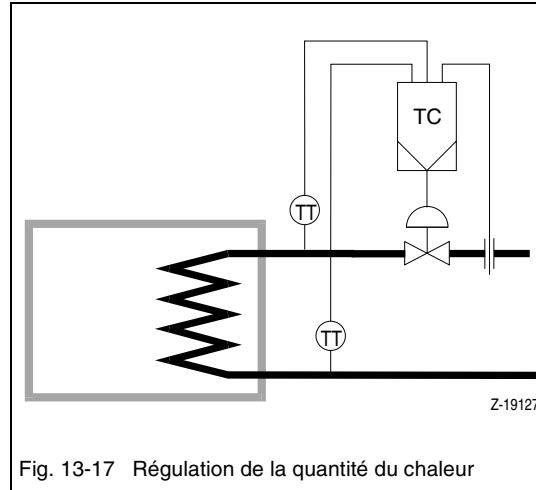 TC
TT
TT
Z-19127
Fig. 13-17 Régulation de la quantité du chaleur